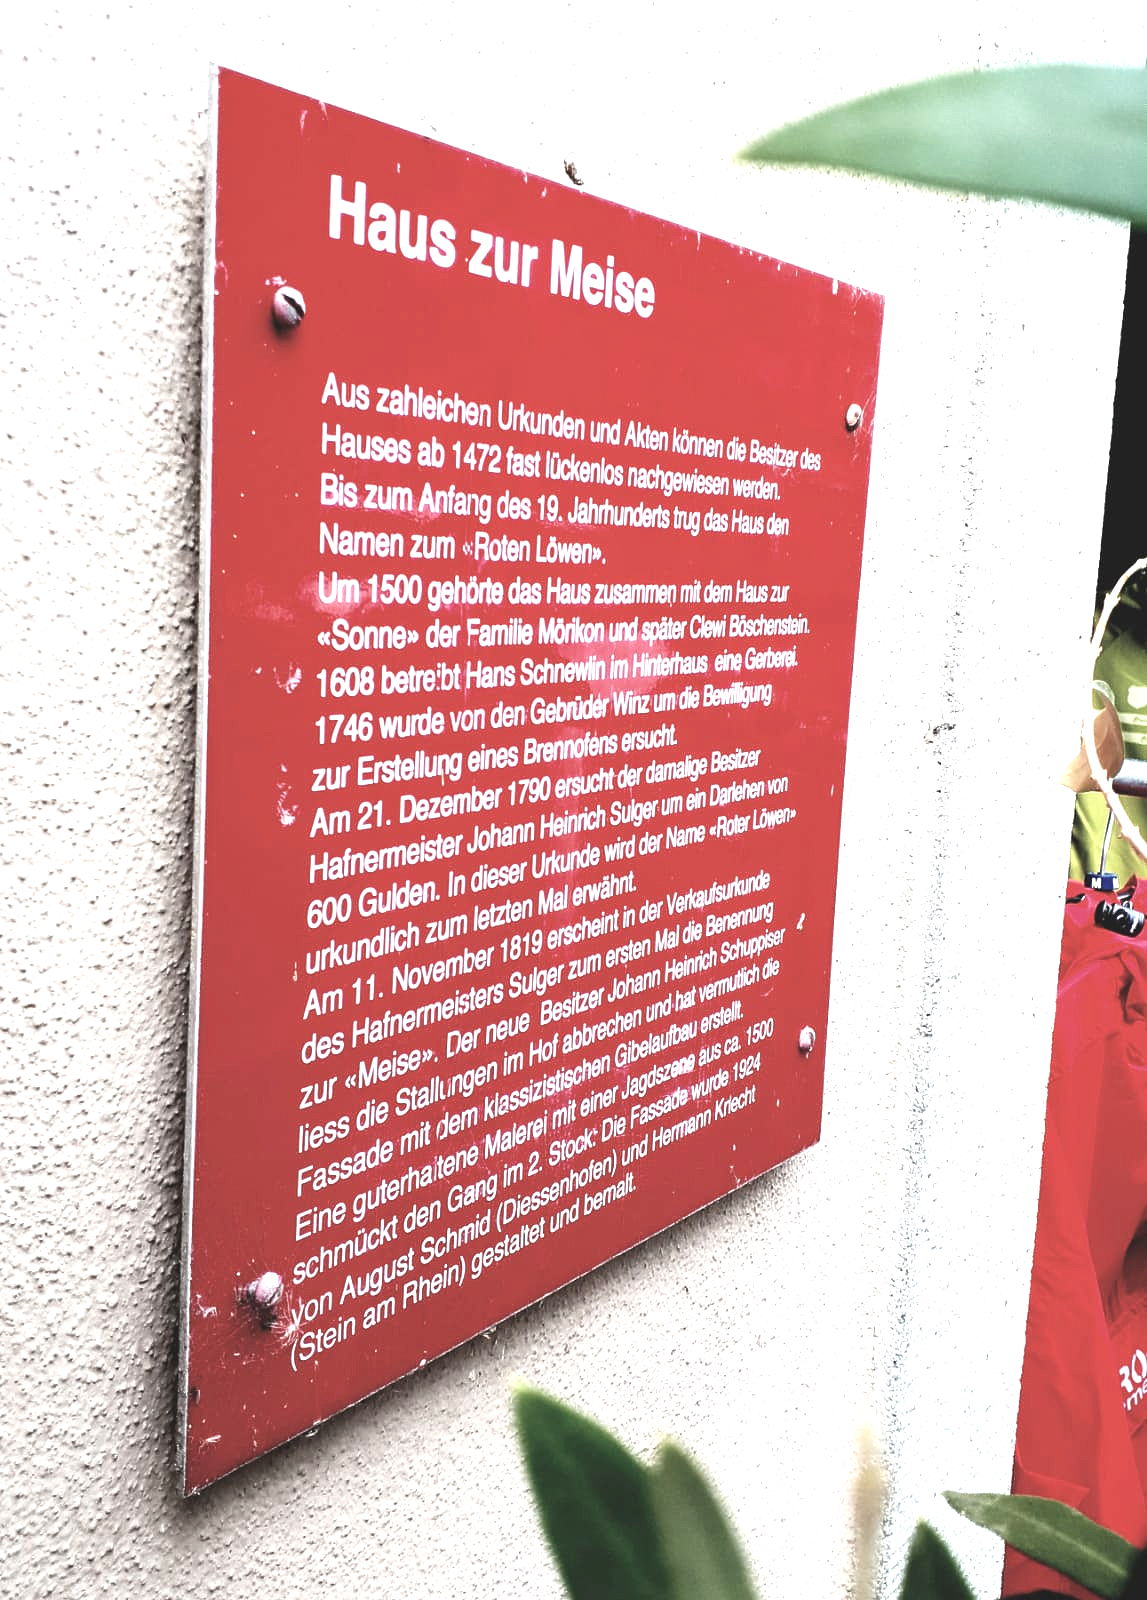 Haus zur Meise
Aus zahleichen Urkunden und Akten können die Besitzer des
Hauses ab 1472 fast lückenlos nachgewiesen werden.
Bis zum Anfang des 19. Jahrhunderts trug das Haus den
Namen zum «Roten Löwen».
Um 1500 gehörte das Haus zusammen mit dem Haus zur
«Sonne» der Familie Mörikon und später Clewi Böschenstein.
1608 betreibt Hans Schnewlin im Hinterhaus eine Gerberei.
1746 wurde von den Gebrüder Winz um die Bewilligung
zur Erstellung eines Brennofens ersucht.
Am 21. Dezember 1790 ersucht der damalige Besitzer
Hafnermeister Johann Heinrich Sulger um ein Darlehen von
600 Gulden. In dieser Urkunde wird der Name «Roter Löwen»
urkundlich zum letzten Mal erwähnt.
Am 11. November 1819 erscheint in der Verkaufsurkunde
des Hafnermeisters Sulger zum ersten Mal die Benennung
zur «Meise». Der neue Besitzer Johann Heinrich Schuppiser
liess die Stallungen im Hof abbrechen und hat vermutlich die
Fassade mit dem klassizistischen Gibelaufbau erstellt.
Eine guterhaltene Malerei mit einer Jagdszene aus ca. 1500
schmückt den Gang im 2. Stock. Die Fassade wurde 1924
von August Schmid (Diessenhofen) und Hermann Knecht
(Stein am Rhein) gestaltet und bemalt.
M